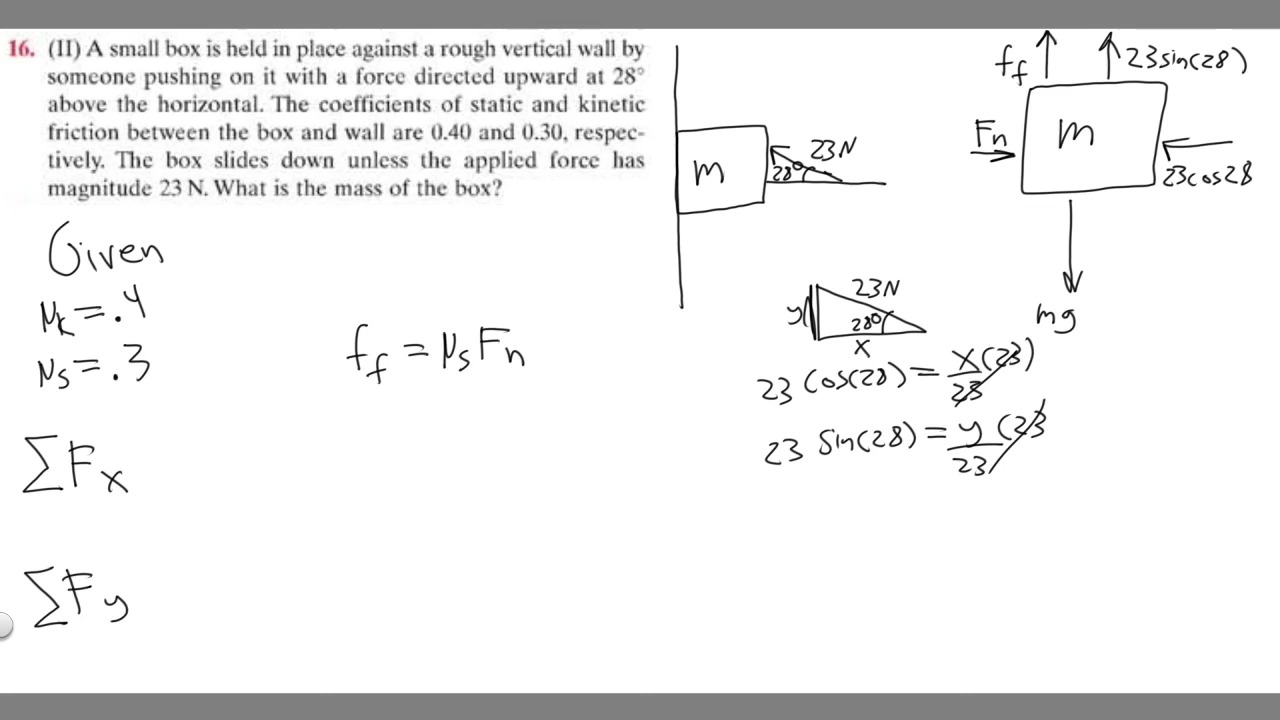 16. (II) A small box is held in place against a rough vertical wall by
someone pushing on it with a force directed upward at 28°
above the horizontal. The coefficients of static and kinetic
friction between the box and wall are 0.40 and 0.30, respec-
tively. The box slides down unless the applied force has
magnitude 23 N. What is the mass of the box?
Given
μk = .4
μs = .3
ff = μsFn
ΣFx
ΣFy
m
23N
28°
ff
23sin(28)
Fn
m
23cos28
mg
23N
y
28°
x
23 cos(28) = x(23)
23
23 sin(28) = y(23
23